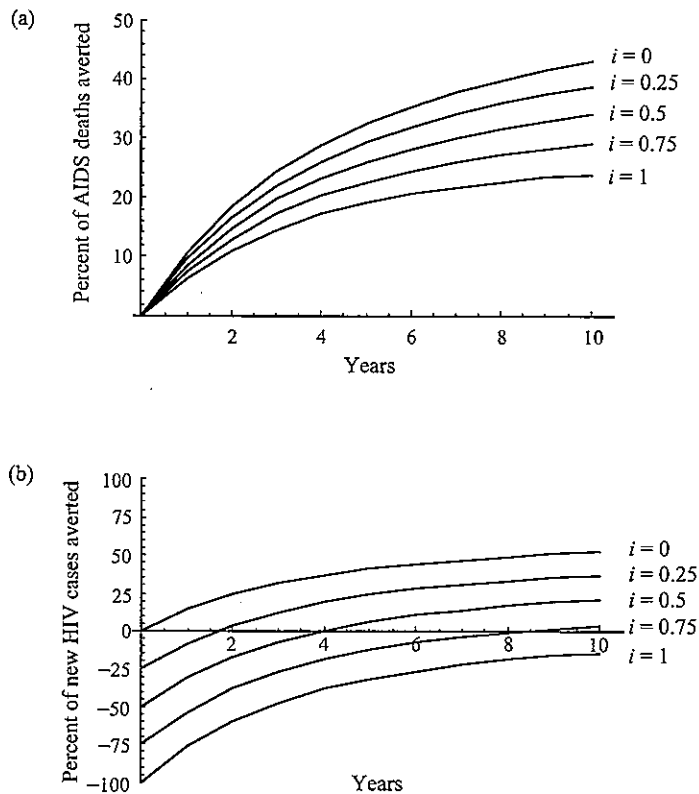 (a)
Percent of AIDS deaths averted
50
40
30
20
10
i = 0
i = 0.25
i = 0.5
i = 0.75
i = 1
2 4 6 8 10
Years
(b)
Percent of new HIV cases averted
100
75
50
25
0
−25
−50
−75
−100
i = 0
i = 0.25
i = 0.5
i = 0.75
i = 1
2 4 6 8 10
Years